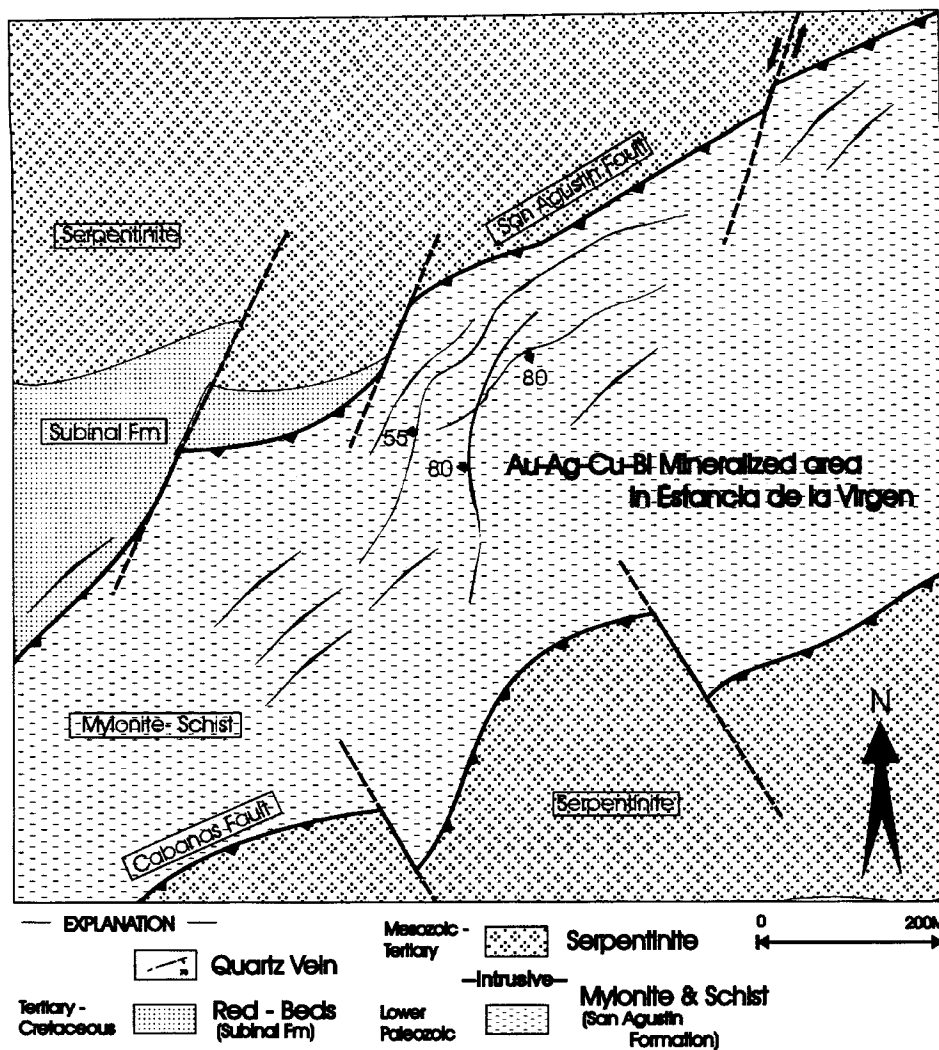 San Agustin Fault
Serpentinite
80
Subinal Fm
55
80
Au-Ag-Cu-Bi Mineralized area
in Estancia de la Virgen
N
Mylonite- Schist
Serpentinite
Cabanas Fault
EXPLANATION
Quartz Vein
Tertiary -
Cretaceous
Red - Beds
(Subinal Fm)
Mesozoic -
Tertiary
Serpentinite
Intrusive
Lower
Paleozoic
Mylonite & Schist
(San Agustin
Formation)
0 200M